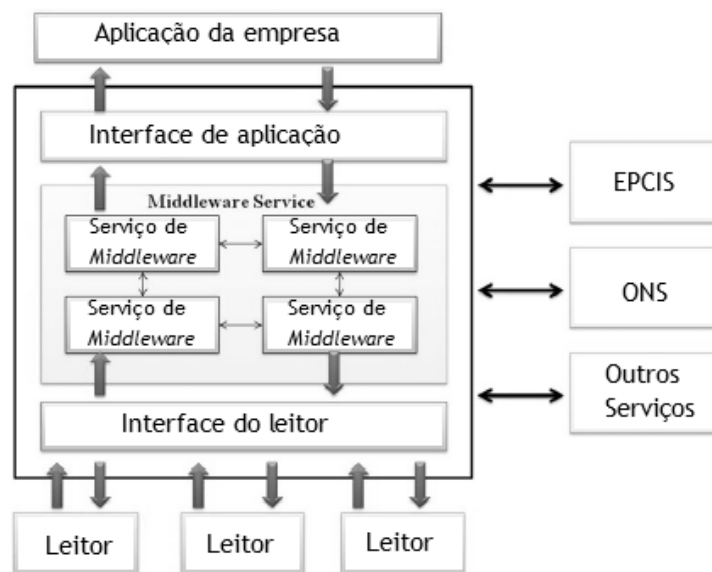 Aplicação da empresa
Interface de aplicação
Middleware Service
Serviço de
Middleware
Serviço de
Middleware
Serviço de
Middleware
Serviço de
Middleware
Interface do leitor
Leitor
Leitor
Leitor
EPCIS
ONS
Outros
Serviços